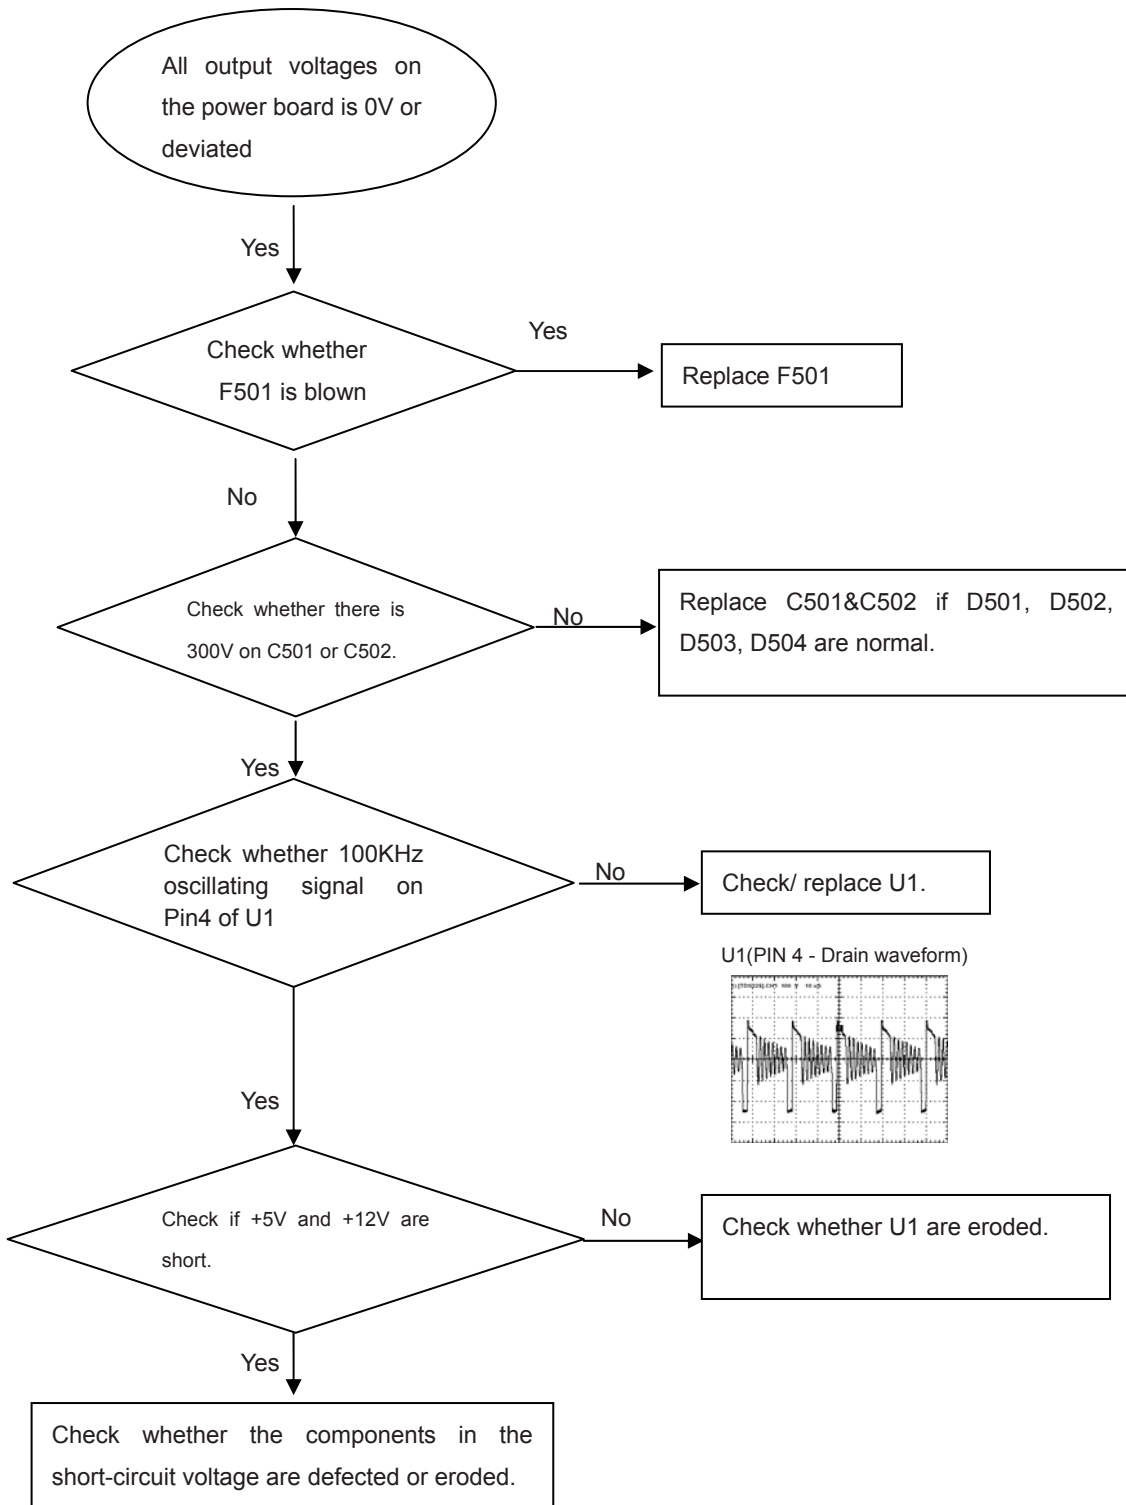 All output voltages on
the power board is 0V or
deviated
Yes
Check whether
F501 is blown
Yes
Replace F501
No
Check whether there is
300V on C501 or C502.
No
Replace C501&C502 if D501, D502,
D503, D504 are normal.
Yes
Check whether 100KHz
oscillating signal on
Pin4 of U1
No
Check/ replace U1.
U1(PIN 4 - Drain waveform)
Yes
Check if +5V and +12V are
short.
No
Check whether U1 are eroded.
Yes
Check whether the components in the
short-circuit voltage are defected or eroded.